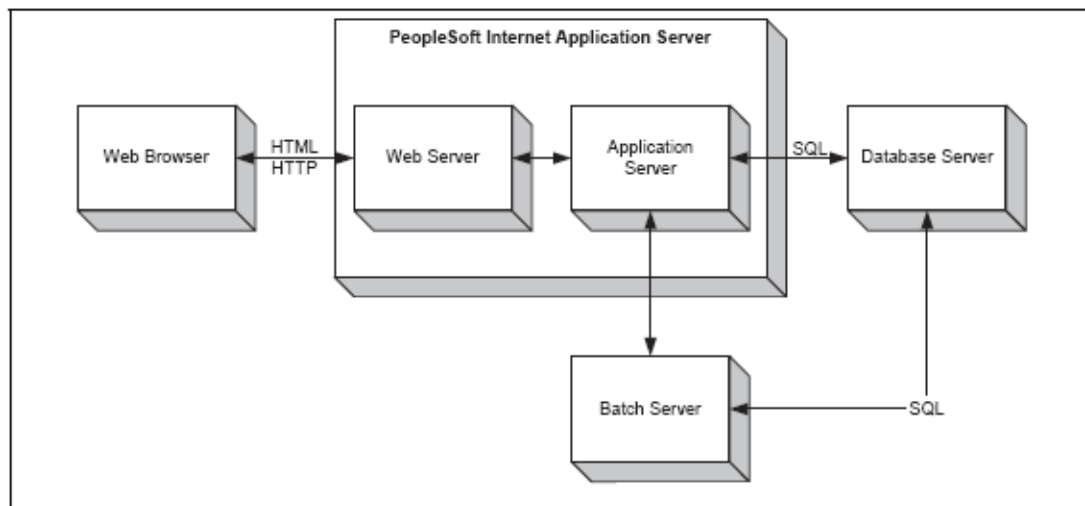 PeopleSoft Internet Application Server
Web Browser
HTML
HTTP
Web Server
Application
Server
SQL
Database Server
Batch Server
SQL